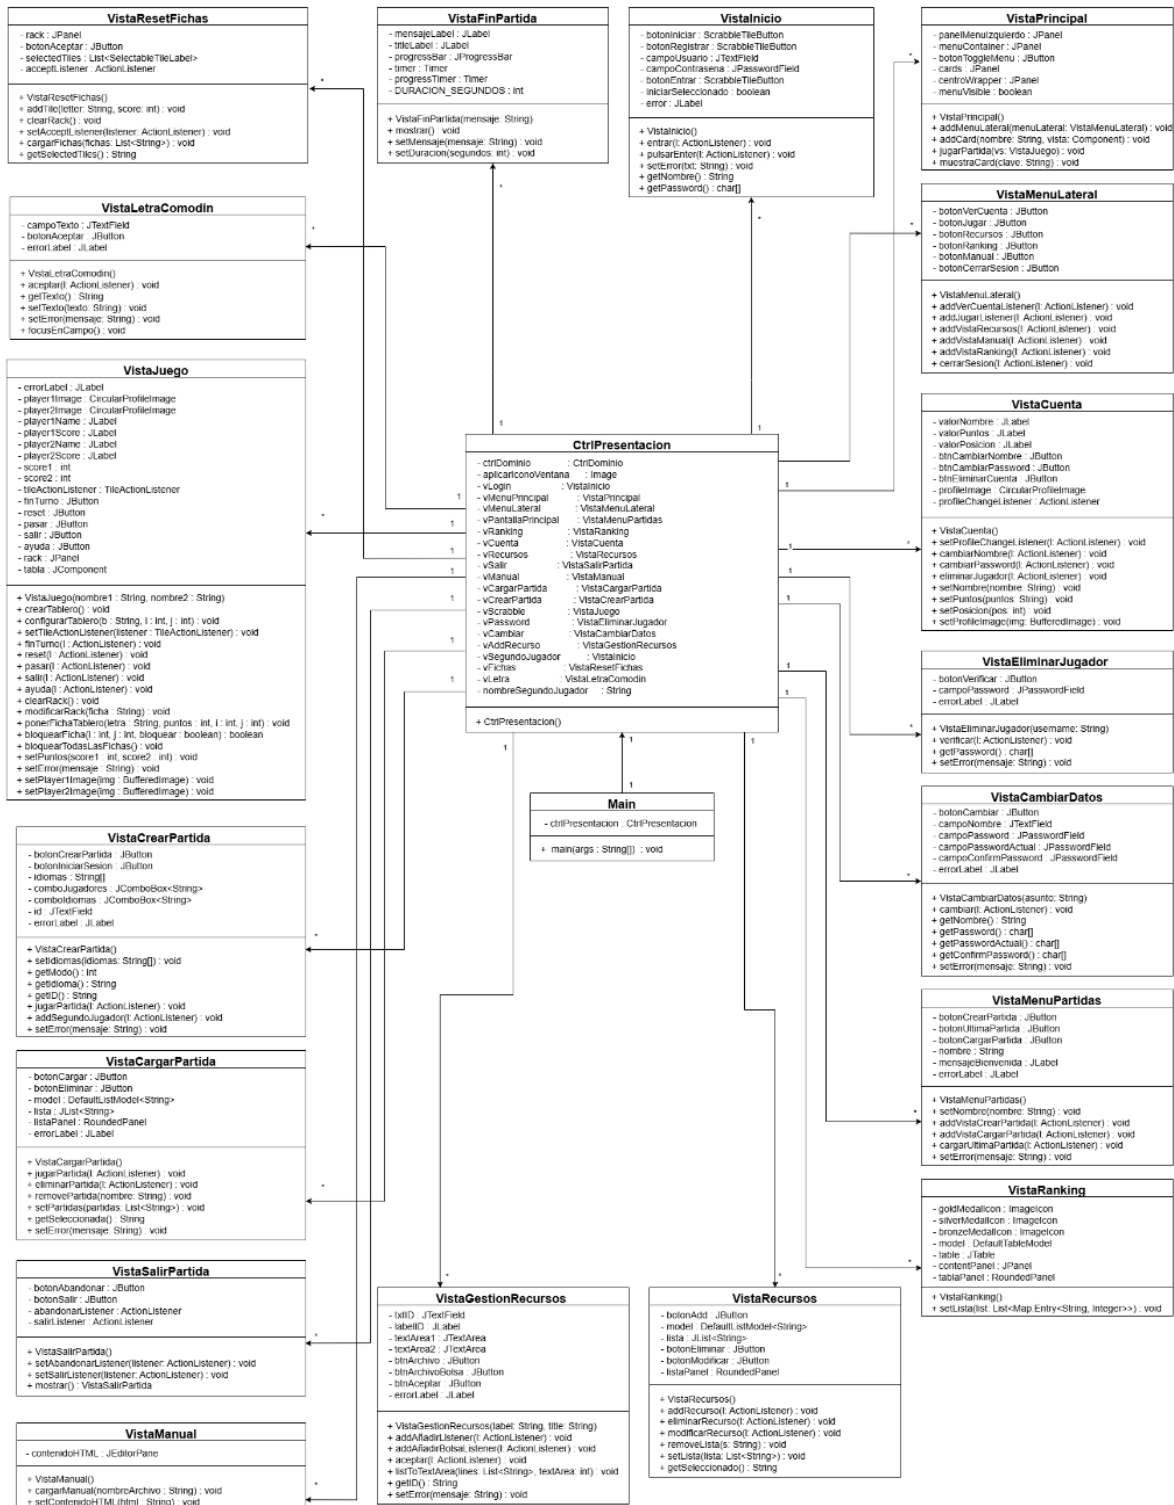 VistaResetFichas
- rack : JPanel
- botonAceptar : JButton
- selectedTiles : List<SelectableTileLabel>
- acceptListener : ActionListener
+ VistaResetFichas()
+ addTile(letter: String, score: int) : void
+ clearRack() : void
+ setAcceptListener(listener: ActionListener) : void
+ cargarFichas(fichas: List<String>) : void
+ getSelectedTiles() : String
VistaFinPartida
- mensajeLabel : JLabel
- titleLabel : JLabel
- progressBar : JProgressBar
- timer : Timer
- progressTimer : Timer
- DURACION_SEGUNDOS : int
+ VistaFinPartida(mensaje: String)
+ mostrar() : void
+ setMensaje(mensaje: String) : void
+ setDuracion(segundos: int) : void
VistaInicio
- botonIniciar : ScrabbleTileButton
- botonRegistrar : ScrabbleTileButton
- campoUsuario : JTextField
- campoContrasena : JPasswordField
- botonEntrar : ScrabbleTileButton
- iniciarSeleccionado : boolean
- error : JLabel
+ VistaInicio()
+ entrar(l: ActionListener) : void
+ pulsarEnter(l: ActionListener) : void
+ setError(txt: String) : void
+ getNombre() : String
+ getPassword() : char[]
VistaPrincipal
- panelMenuIzquierdo : JPanel
- menuContainer : JPanel
- botonToggleMenu : JButton
- cards : JPanel
- centroWrapper : JPanel
- menuVisible : boolean
+ VistaPrincipal()
+ addMenuLateral(menuLateral: VistaMenuLateral) : void
+ addCard(nombre: String, vista: Component) : void
+ jugarPartida(vs: VistaJuego) : void
+ muestraCard(clave: String) : void
VistaLetraComodin
- campoTexto : JTextField
- botonAceptar : JButton
- errorLabel : JLabel
+ VistaLetraComodin()
+ aceptar(l: ActionListener) : void
+ getTexto() : String
+ setTexto(texto: String) : void
+ setError(mensaje: String) : void
+ focusEnCampo() : void
VistaMenuLateral
- botonVerCuenta : JButton
- botonJugar : JButton
- botonRecursos : JButton
- botonRanking : JButton
- botonManual : JButton
- botonCerrarSesion : JButton
+ VistaMenuLateral()
+ addVerCuentaListener(l: ActionListener) : void
+ addJugarListener(l: ActionListener) : void
+ addVistaRecursos(l: ActionListener) : void
+ addVistaManual(l: ActionListener) : void
+ addVistaRanking(l: ActionListener) : void
+ cerrarSesion(l: ActionListener) : void
VistaJuego
- errorLabel : JLabel
- player1Image : CircularProfileImage
- player2Image : CircularProfileImage
- player1Name : JLabel
- player1Score : JLabel
- player2Name : JLabel
- player2Score : JLabel
- score1 : int
- score2 : int
- tileActionListener : TileActionListener
- finTurno : JButton
- reset : JButton
- pasar : JButton
- salir : JButton
- ayuda : JButton
- rack : JPanel
- tabla : JComponent
+ VistaJuego(nombre1 : String, nombre2 : String)
+ crearTablero() : void
+ configurarTablero(b : String, i : int, j : int) : void
+ setTileActionListener(listener : TileActionListener) : void
+ finTurno(l : ActionListener) : void
+ reset(l : ActionListener) : void
+ pasar(l : ActionListener) : void
+ salir(l : ActionListener) : void
+ ayuda(l : ActionListener) : void
+ clearRack() : void
+ modificarRack(ficha : String) : void
+ ponerFichaTablero(letra : String, puntos : int, i : int, j : int) : void
+ bloquearFicha(i : int, j : int, bloquear : boolean) : boolean
+ bloquearTodasLasFichas() : void
+ setPuntos(score1 : int, score2 : int) : void
+ setError(mensaje : String) : void
+ setPlayer1Image(img : BufferedImage) : void
+ setPlayer2Image(img : BufferedImage) : void
CtrlPresentacion
- ctrlDominio : CtrlDominio
- aplicarIconoVentana : Image
- vLogin : VistaInicio
- vMenuPrincipal : VistaPrincipal
- vMenuLateral : VistaMenuLateral
- vPantallaPrincipal : VistaMenuPartidas
- vRanking : VistaRanking
- vCuenta : VistaCuenta
- vRecursos : VistaRecursos
- vSalir : VistaSalirPartida
- vManual : VistaManual
- vCargarPartida : VistaCargarPartida
- vCrearPartida : VistaCrearPartida
- vScrabble : VistaJuego
- vPassword : VistaEliminarJugador
- vCambiar : VistaCambiarDatos
- vAddRecurso : VistaGestionRecursos
- vSegundoJugador : VistaInicio
- vFichas : VistaResetFichas
- vLetra : VistaLetraComodin
- nombreSegundoJugador : String
+ CtrlPresentacion()
VistaCuenta
- valorNombre : JLabel
- valorPuntos : JLabel
- valorPosicion : JLabel
- btnCambiarNombre : JButton
- btnCambiarPassword : JButton
- btnEliminarCuenta : JButton
- profileImage : CircularProfileImage
- profileChangeListener : ActionListener
+ VistaCuenta()
+ setProfileChangeListener(l: ActionListener) : void
+ cambiarNombre(l: ActionListener) : void
+ cambiarPassword(l: ActionListener) : void
+ eliminarJugador(l: ActionListener) : void
+ setNombre(nombre: String) : void
+ setPuntos(puntos: String) : void
+ setPosicion(pos: int) : void
+ setProfileImage(img: BufferedImage) : void
VistaEliminarJugador
- botonVerificar : JButton
- campoPassword : JPasswordField
- errorLabel : JLabel
+ VistaEliminarJugador(username: String)
+ verificar(l: ActionListener) : void
+ getPassword() : char[]
+ setError(mensaje: String) : void
Main
- ctrlPresentacion : CtrlPresentacion
+ main(args : String[]) : void
VistaCambiarDatos
- botonCambiar : JButton
- campoNombre : JTextField
- campoPassword : JPasswordField
- campoPasswordActual : JPasswordField
- campoConfirmPassword : JPasswordField
- errorLabel : JLabel
+ VistaCambiarDatos(asunto: String)
+ cambiar(l: ActionListener) : void
+ getNombre() : String
+ getPassword() : char[]
+ getPasswordActual() : char[]
+ getConfirmPassword() : char[]
+ setError(mensaje: String) : void
VistaCrearPartida
- botonCrearPartida : JButton
- botonIniciarSesion : JButton
- idiomas : String[]
- comboJugadores : JComboBox<String>
- comboIdiomas : JComboBox<String>
- id : JTextField
- errorLabel : JLabel
+ VistaCrearPartida()
+ setIdiomas(idiomas: String[]) : void
+ getModo() : int
+ getIdioma() : String
+ getID() : String
+ jugarPartida(l: ActionListener) : void
+ addSegundoJugador(l: ActionListener) : void
+ setError(mensaje: String) : void
VistaMenuPartidas
- botonCrearPartida : JButton
- botonUltimaPartida : JButton
- botonCargarPartida : JButton
- nombre : String
- mensajeBienvenida : JLabel
- errorLabel : JLabel
+ VistaMenuPartidas()
+ setNombre(nombre: String) : void
+ addVistaCrearPartida(l: ActionListener) : void
+ addVistaCargarPartida(l: ActionListener) : void
+ cargarUltimaPartida(l: ActionListener) : void
+ setError(mensaje: String) : void
VistaCargarPartida
- botonCargar : JButton
- botonEliminar : JButton
- model : DefaultListModel<String>
- lista : JList<String>
- listaPanel : RoundedPanel
- errorLabel : JLabel
+ VistaCargarPartida()
+ jugarPartida(l: ActionListener) : void
+ eliminarPartida(l: ActionListener) : void
+ removePartida(nombre: String) : void
+ setPartidas(partidas: List<String>) : void
+ getSeleccionada() : String
+ setError(mensaje: String) : void
VistaRanking
- goldMedalIcon : ImageIcon
- silverMedalIcon : ImageIcon
- bronzeMedalIcon : ImageIcon
- model : DefaultTableModel
- table : JTable
- contentPanel : JPanel
- tablaPanel : RoundedPanel
+ VistaRanking()
+ setLista(list: List<Map.Entry<String, Integer>>) : void
VistaSalirPartida
- botonAbandonar : JButton
- botonSalir : JButton
- abandonarListener : ActionListener
- salirListener : ActionListener
+ VistaSalirPartida()
+ setAbandonarListener(listener: ActionListener) : void
+ setSalirListener(listener: ActionListener) : void
+ mostrar() : VistaSalirPartida
VistaGestionRecursos
- txtID : JTextField
- labelID : JLabel
- textArea1 : JTextArea
- textArea2 : JTextArea
- btnArchivo : JButton
- btnArchivoBolsa : JButton
- btnAceptar : JButton
- errorLabel : JLabel
+ VistaGestionRecursos(label: String, title: String)
+ addAñadirListener(l: ActionListener) : void
+ addAñadirBolsaListener(l: ActionListener) : void
+ aceptar(l: ActionListener) : void
+ listToTextArea(lines: List<String>, textArea: int) : void
+ getID() : String
+ setError(mensaje: String) : void
VistaRecursos
- botonAdd : JButton
- model : DefaultListModel<String>
- lista : JList<String>
- botonEliminar : JButton
- botonModificar : JButton
- listaPanel : RoundedPanel
+ VistaRecursos()
+ addRecurso(l: ActionListener) : void
+ eliminarRecurso(l: ActionListener) : void
+ modificarRecurso(l: ActionListener) : void
+ removeLista(s: String) : void
+ setLista(lista: List<String>) : void
+ getSeleccionado() : String
VistaManual
- contenidoHTML : JEditorPane
+ VistaManual()
+ cargarManual(nombreArchivo : String) : void
+ setContenidoHTML(html : String) : void